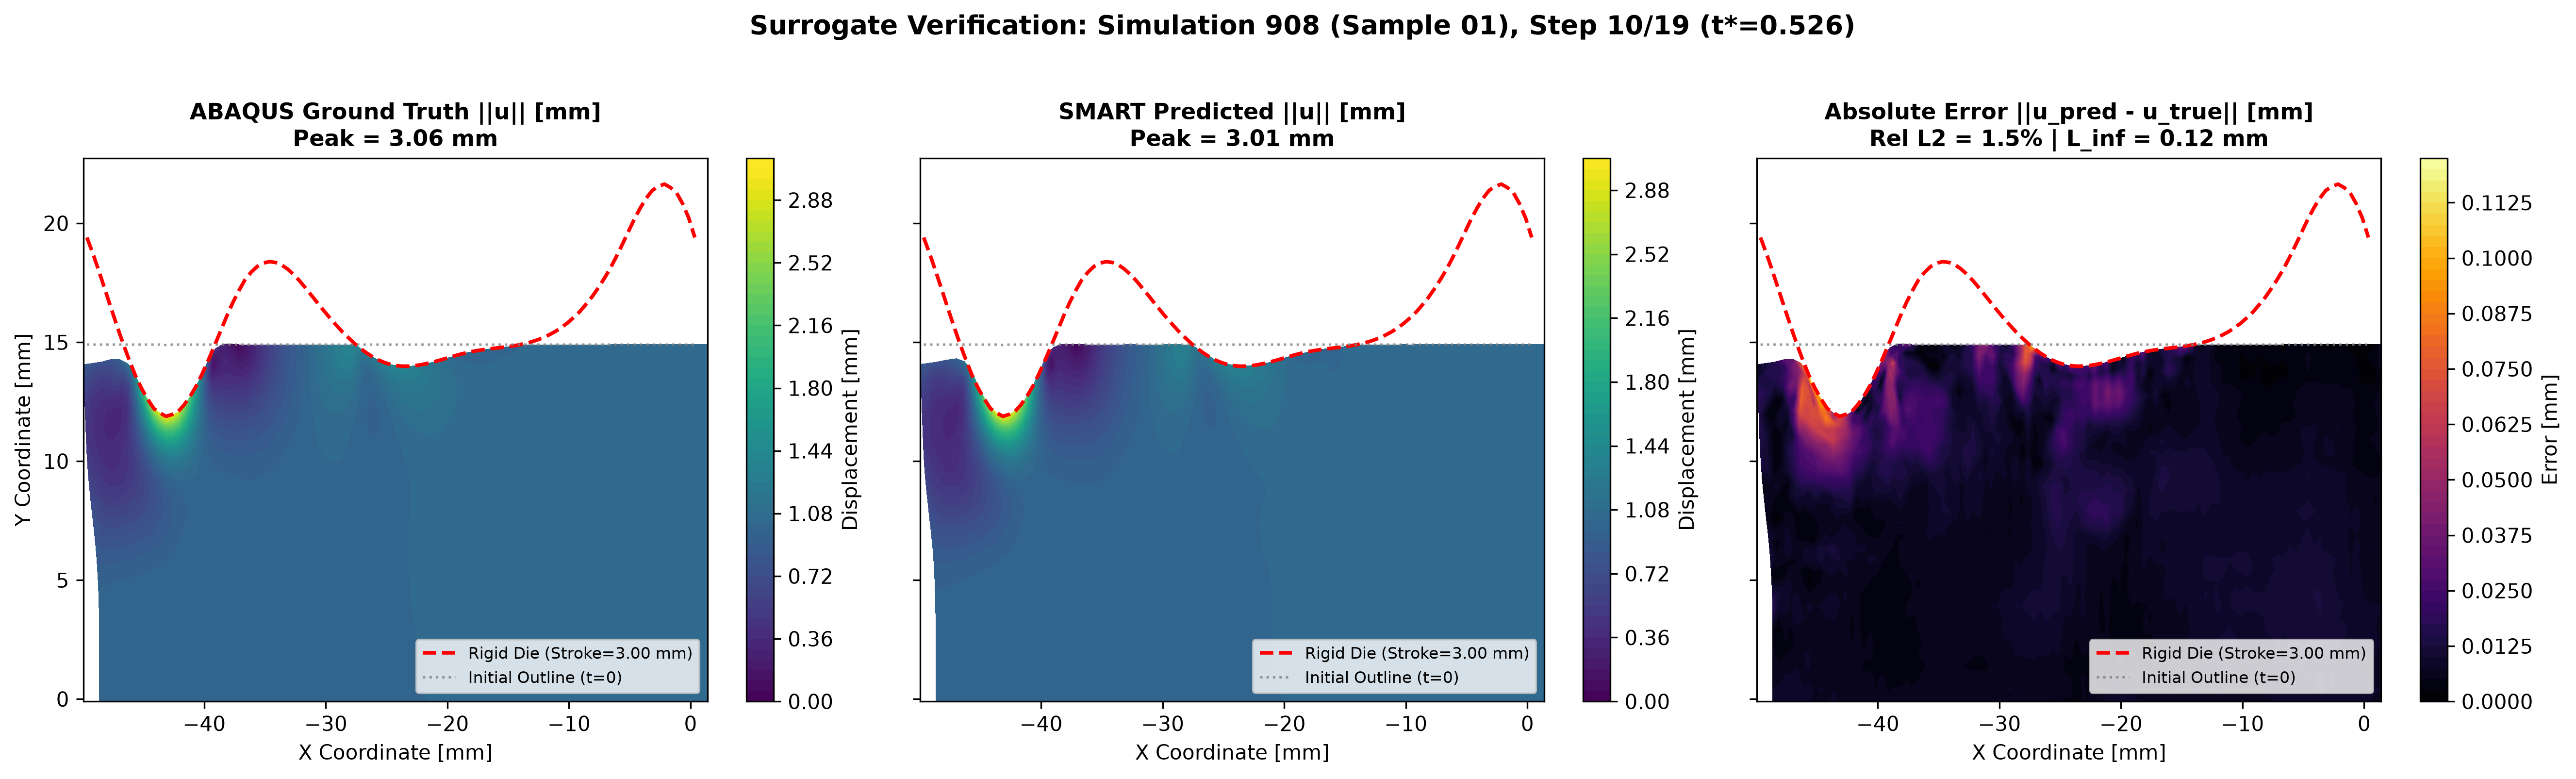 Surrogate Verification: Simulation 908 (Sample 01), Step 10/19 (t*=0.526)
ABAQUS Ground Truth ||u|| [mm]
Peak = 3.06 mm
Y Coordinate [mm]
20
15
10
5
0
−40
−30
−20
−10
0
X Coordinate [mm]
Rigid Die (Stroke=3.00 mm)
Initial Outline (t=0)
2.88
2.52
2.16
1.80
1.44
1.08
0.72
0.36
0.00
Displacement [mm]
SMART Predicted ||u|| [mm]
Peak = 3.01 mm
−40
−30
−20
−10
0
X Coordinate [mm]
Rigid Die (Stroke=3.00 mm)
Initial Outline (t=0)
2.88
2.52
2.16
1.80
1.44
1.08
0.72
0.36
0.00
Displacement [mm]
Absolute Error ||u_pred - u_true|| [mm]
Rel L2 = 1.5% | L_inf = 0.12 mm
−40
−30
−20
−10
0
X Coordinate [mm]
Rigid Die (Stroke=3.00 mm)
Initial Outline (t=0)
0.1125
0.1000
0.0875
0.0750
0.0625
0.0500
0.0375
0.0250
0.0125
0.0000
Error [mm]